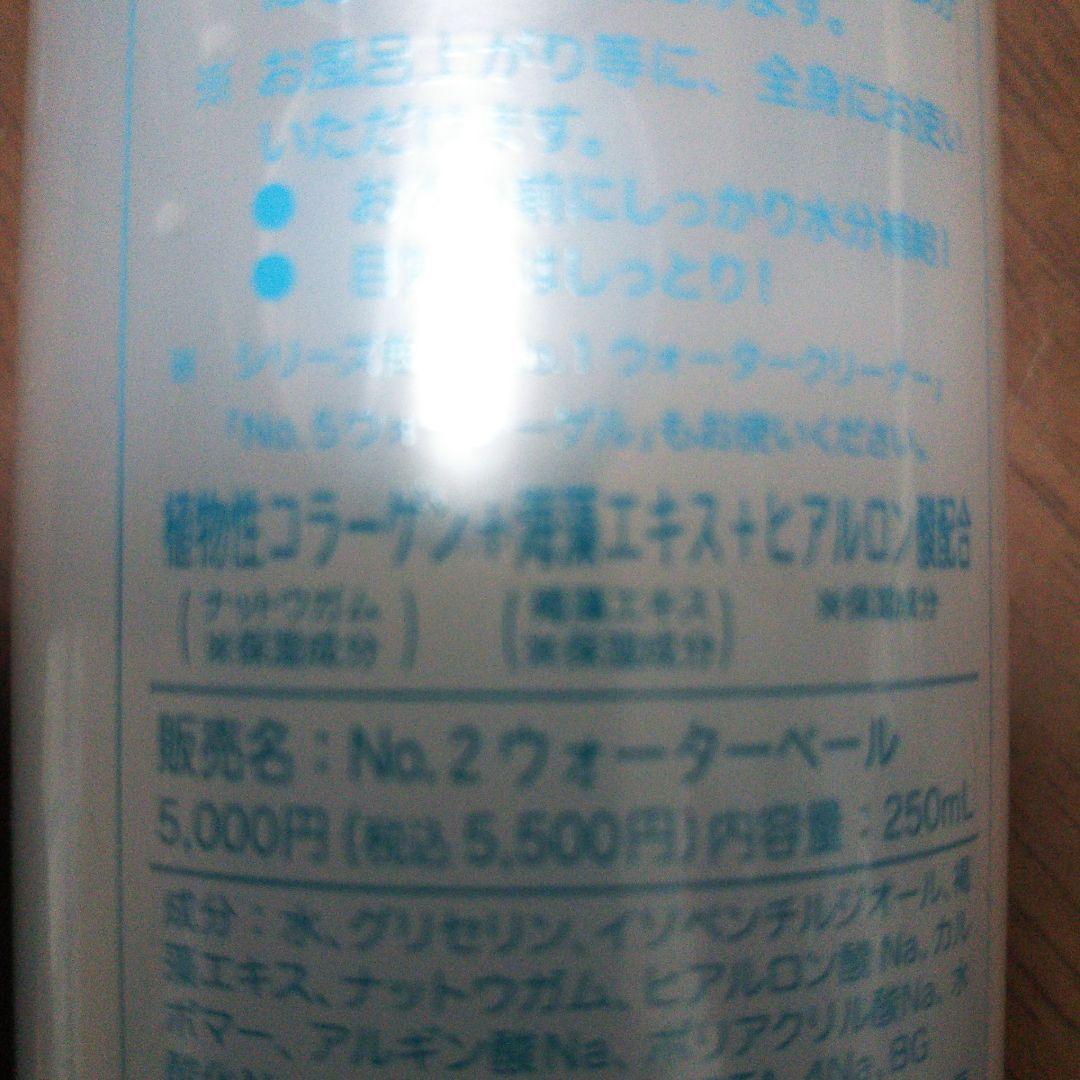 ※ お風呂上がり等に、全身にお使い
いただけます。
● 前にしっかり水分補給!
● はしっとり!
※ シリーズ No.1 ウォータークリーナー」
「No.5ウォーターゲル」もお使いください。
植物性コラーゲン+海藻エキス+ヒアルロン酸配合
(ナットウガム ※保湿成分) (褐藻エキス ※保湿成分) ※保湿成分
販売名:No.2ウォーターベール
5,000円(税込5,500円)内容量:250mL
成分:水、グリセリン、イソペンチルジオール、褐
藻エキス、ナットウガム、ヒアルロン酸Na、カル
ボマー、アルギン酸Na、ポリアクリル酸Na、水
4Na、BG